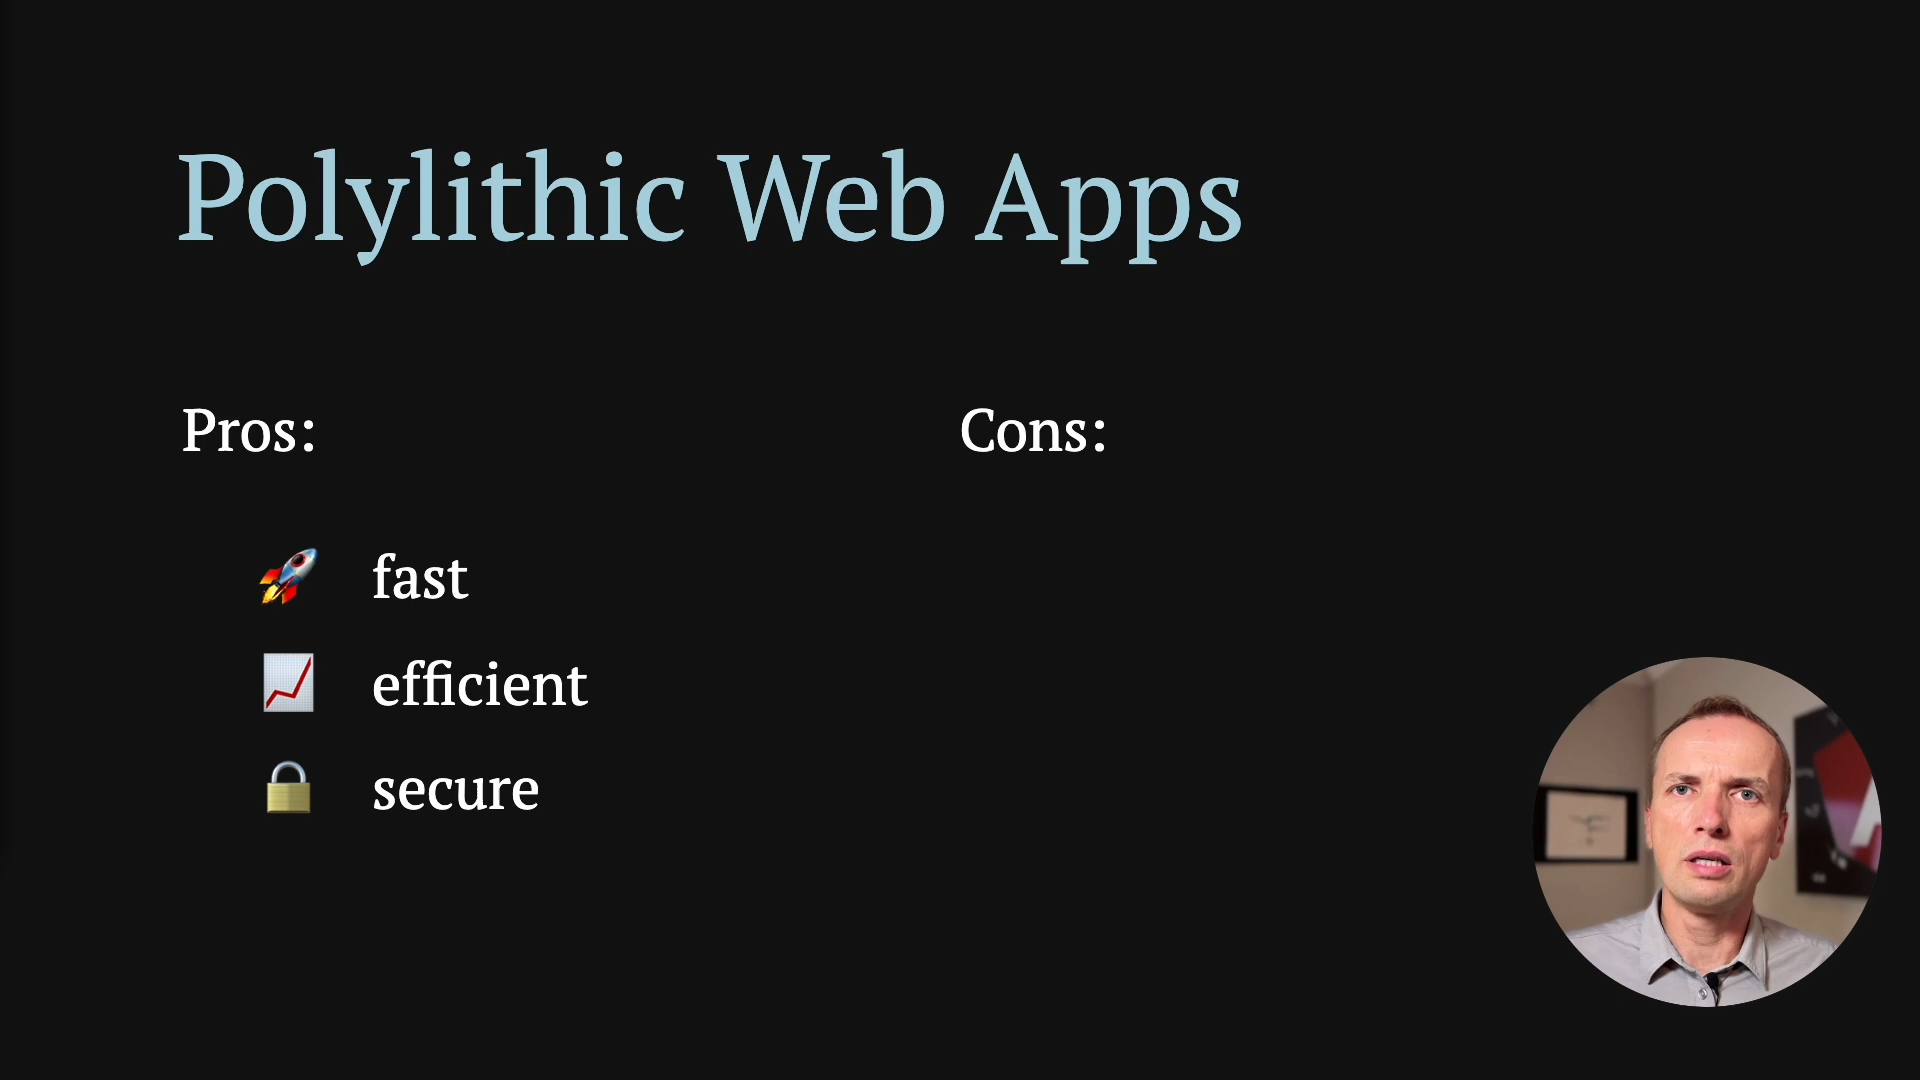 Polylithic Web Apps
Pros:
🚀 fast
📈 efficient
🔒 secure
Cons: